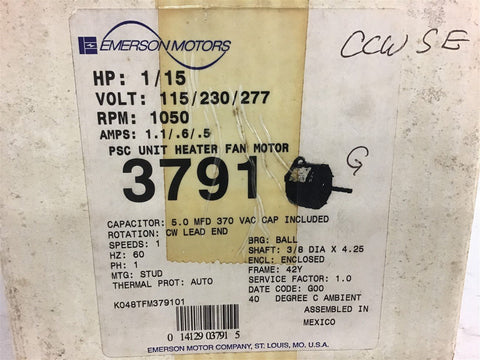 EMERSON MOTORS
CCW SE
HP: 1/15
VOLT: 115/230/277
RPM: 1050
AMPS: 1.1/.6/.5
PSC UNIT HEATER FAN MOTOR
3791
G
CAPACITOR: 5.0 MFD 370 VAC CAP INCLUDED
ROTATION: CW LEAD END
SPEEDS: 1
HZ: 60
PH: 1
MTG: STUD
THERMAL PROT: AUTO
BRG: BALL
SHAFT: 3/8 DIA X 4.25
ENCL: ENCLOSED
FRAME: 42Y
SERVICE FACTOR: 1.0
DATE CODE: G00
40 DEGREE C AMBIENT
K048TFM379101
ASSEMBLED IN
MEXICO
0 14129 03791 5
EMERSON MOTOR COMPANY, ST. LOUIS, MO. U.S.A.